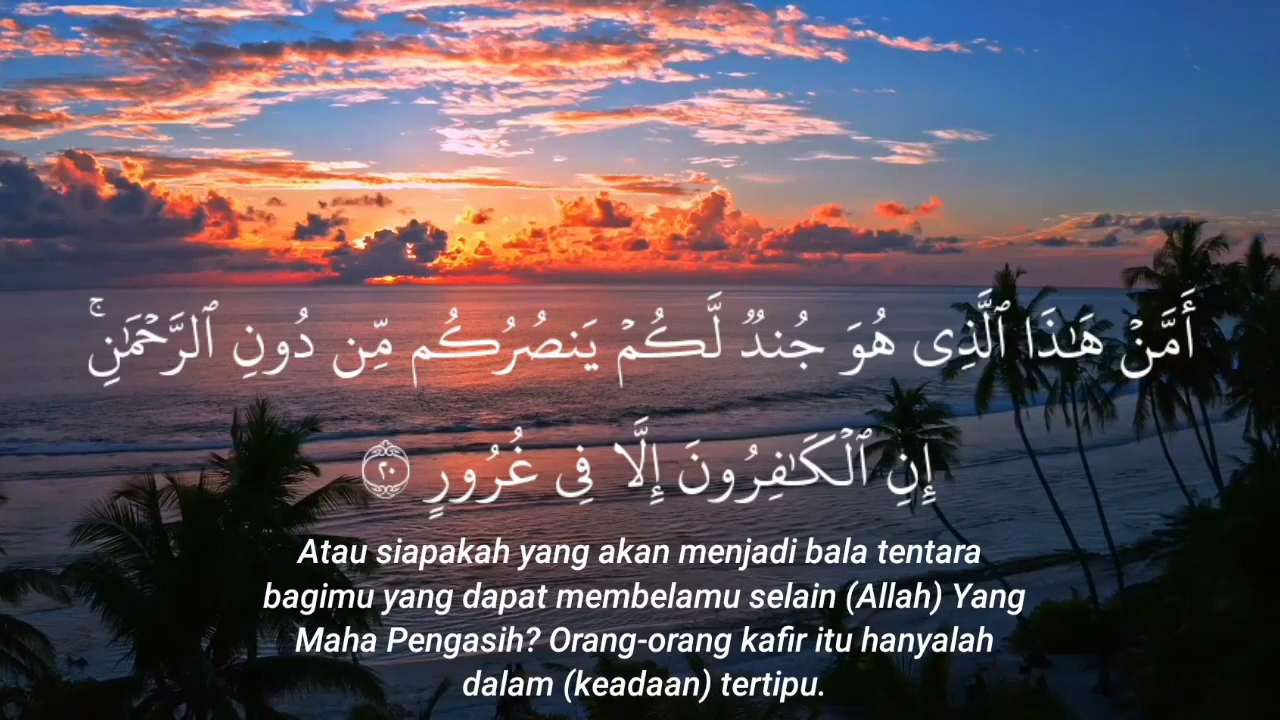 أَمَّنۡ هَٰذَا ٱلَّذِى هُوَ جُندٌ لَّكُمۡ يَنصُرُكُم مِّن دُونِ ٱلرَّحۡمَٰنِۚ
إِنِ ٱلۡكَٰفِرُونَ إِلَّا فِى غُرُورٍ ٢٠
Atau siapakah yang akan menjadi bala tentara
bagimu yang dapat membelamu selain (Allah) Yang
Maha Pengasih? Orang-orang kafir itu hanyalah
dalam (keadaan) tertipu.